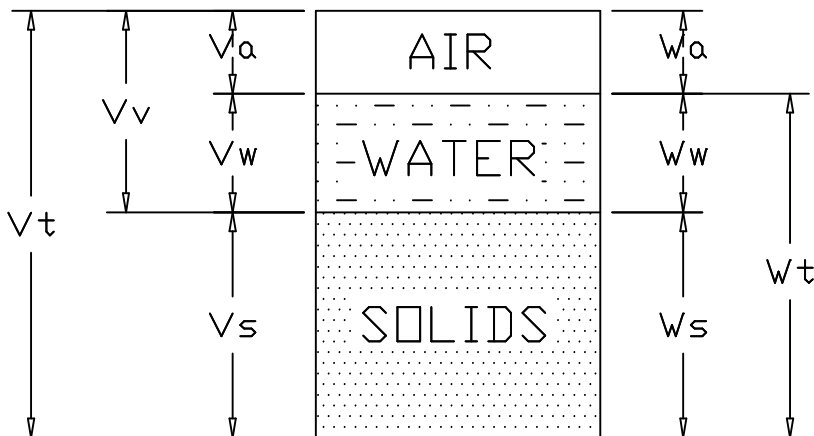 Va AIR Wa
Vv
Vw WATER Ww
Vt
Wt
Vs SOLIDS Ws